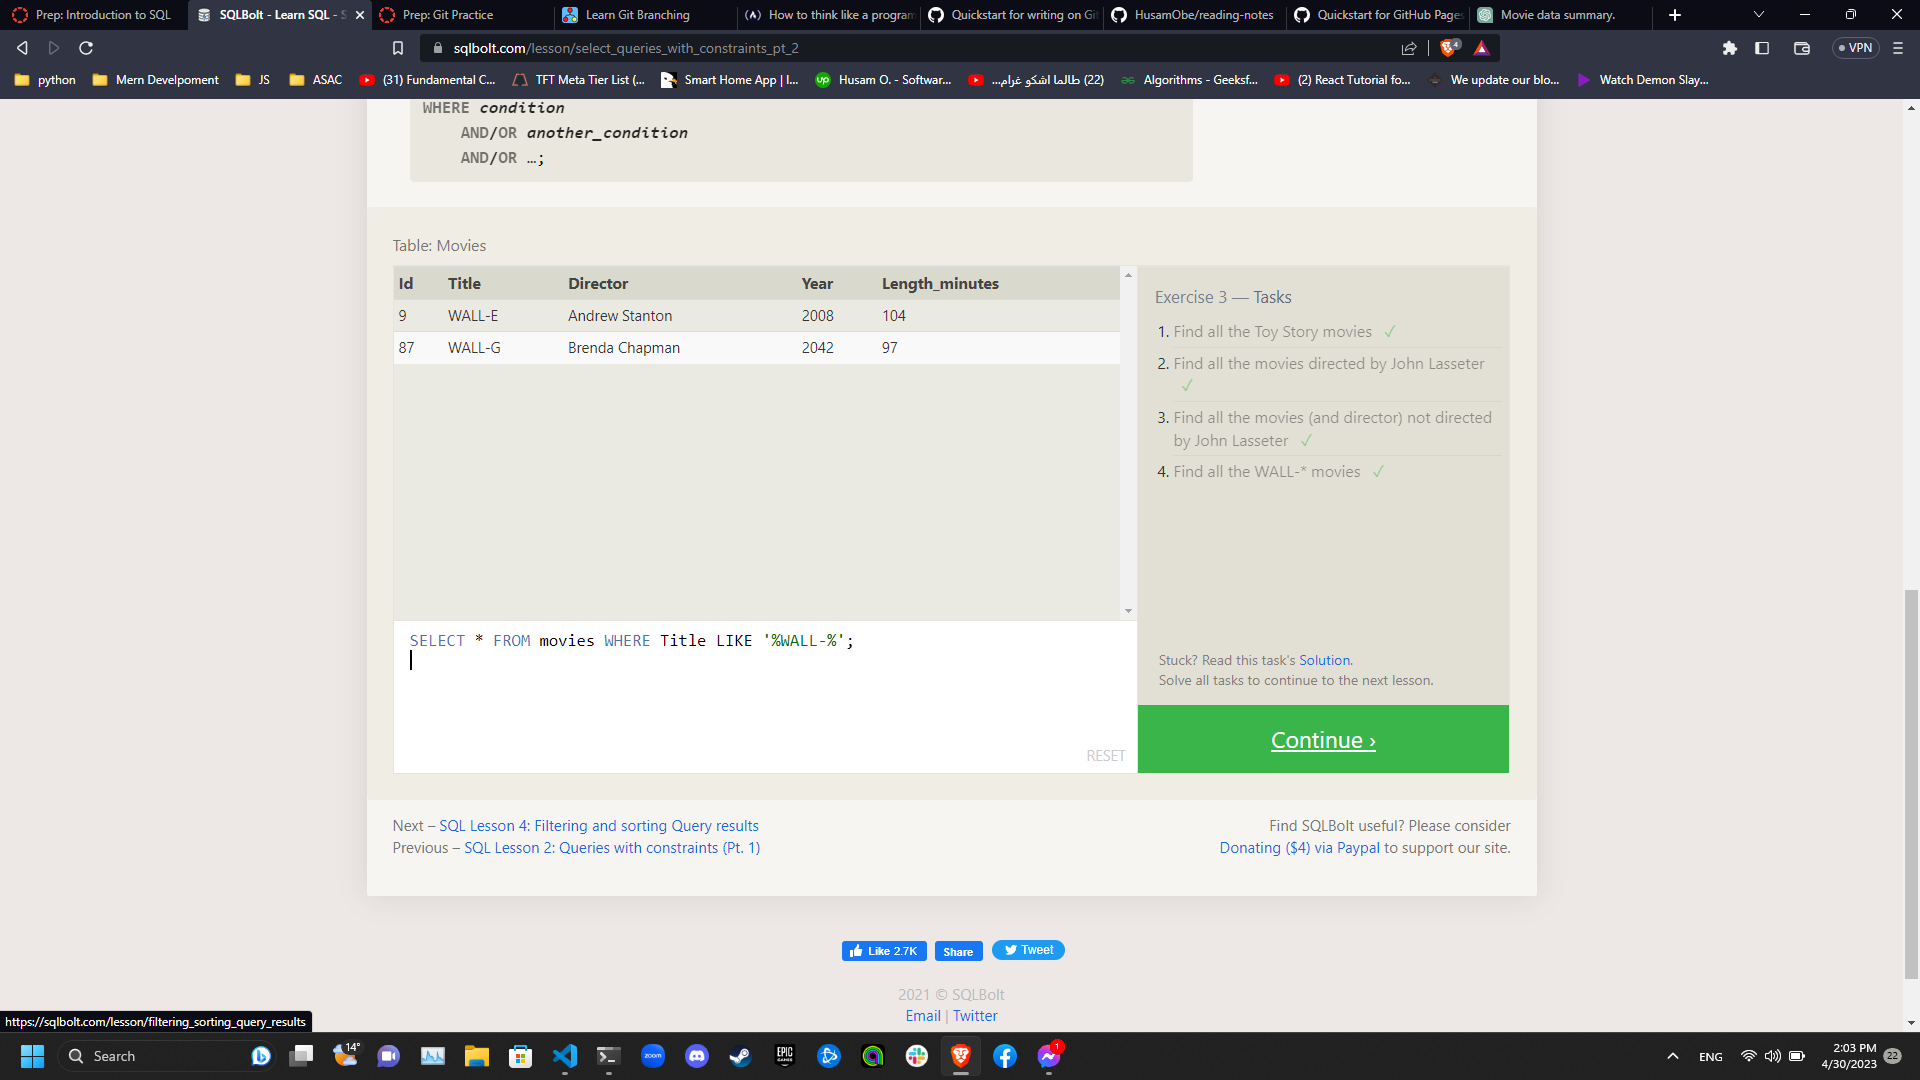 Prep: Introduction to SQL
SQLBolt - Learn SQL - S
Prep: Git Practice
Learn Git Branching
How to think like a program
Quickstart for writing on Git
HusamObe/reading-notes
Quickstart for GitHub Pages
Movie data summary.
sqlbolt.com/lesson/select_queries_with_constraints_pt_2
4
VPN
python
Mern Develpoment
JS
ASAC
(31) Fundamental C...
TFT Meta Tier List (...
Smart Home App | I...
Husam O. - Softwar...
(22) طالما اشكو غرام...
Algorithms - Geeksf...
(2) React Tutorial fo...
We update our blo...
Watch Demon Slay...
WHERE condition
AND/OR another_condition
AND/OR …;
Table: Movies
Id Title Director Year Length_minutes
9 WALL-E Andrew Stanton 2008 104
87 WALL-G Brenda Chapman 2042 97
Exercise 3 — Tasks
1. Find all the Toy Story movies ✓
2. Find all the movies directed by John Lasseter
✓
3. Find all the movies (and director) not directed
by John Lasseter ✓
4. Find all the WALL-* movies ✓
SELECT * FROM movies WHERE Title LIKE '%WALL-%';
RESET
Stuck? Read this task's Solution.
Solve all tasks to continue to the next lesson.
Continue ›
Next – SQL Lesson 4: Filtering and sorting Query results
Previous – SQL Lesson 2: Queries with constraints (Pt. 1)
Find SQLBolt useful? Please consider
Donating ($4) via Paypal to support our site.
Like 2.7K
Share
Tweet
2021 © SQLBolt
Email | Twitter
https://sqlbolt.com/lesson/filtering_sorting_query_results
Search
14°
zoom
EPIC
GAMES
1
ENG
2:03 PM
4/30/2023
22